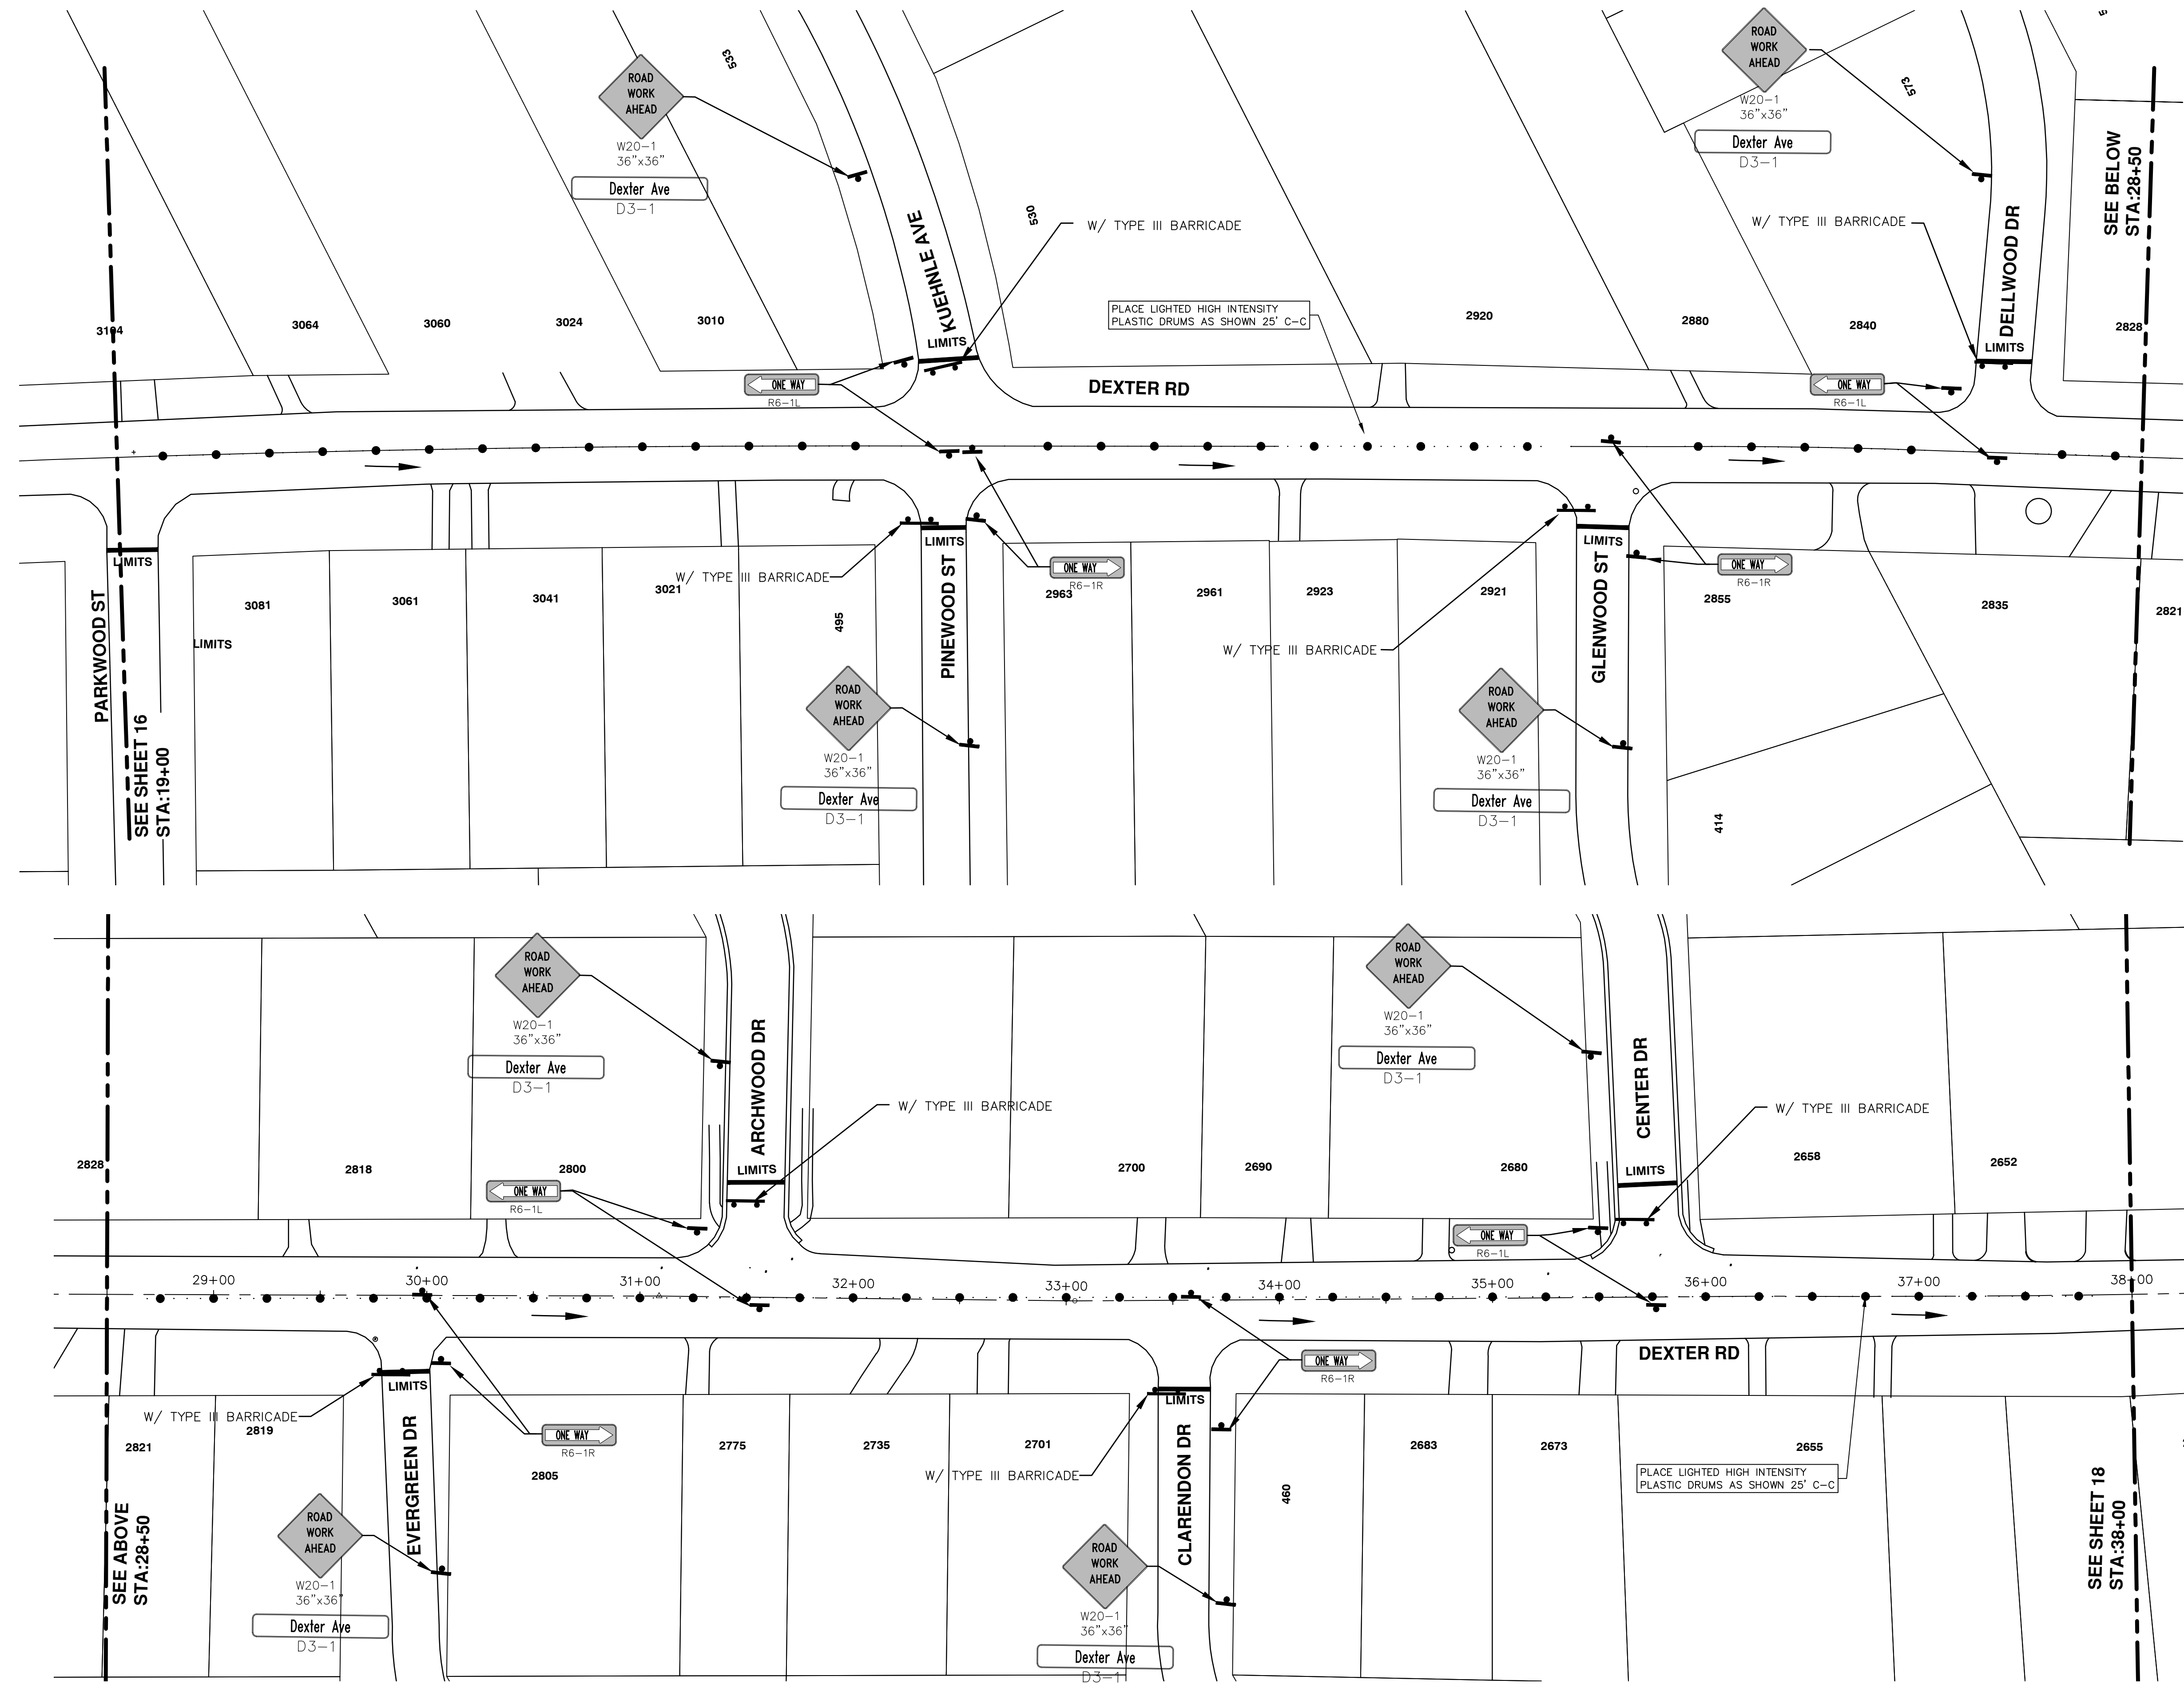 533
ROAD
WORK
AHEAD
W20-1
36"x36"
Dexter Ave
D3-1
530
KUEHNLE AVE
LIMITS
W/ TYPE III BARRICADE
PLACE LIGHTED HIGH INTENSITY
PLASTIC DRUMS AS SHOWN 25' C-C
ROAD
WORK
AHEAD
W20-1
36"x36"
Dexter Ave
D3-1
573
W/ TYPE III BARRICADE
DELLWOOD DR
LIMITS
SEE BELOW
STA:28+50
3104
3064
3060
3024
3010
2920
2880
2840
2828
ONE WAY
R6-1L
DEXTER RD
ONE WAY
R6-1L
LIMITS
PARKWOOD ST
SEE SHEET 16
STA:19+00
LIMITS
3081
3061
3041
3021
W/ TYPE III BARRICADE
495
LIMITS
PINEWOOD ST
ONE WAY
R6-1R
2963
2961
2923
2921
W/ TYPE III BARRICADE
LIMITS
GLENWOOD ST
ONE WAY
R6-1R
2855
2835
2821
414
ROAD
WORK
AHEAD
W20-1
36"x36"
Dexter Ave
D3-1
ROAD
WORK
AHEAD
W20-1
36"x36"
Dexter Ave
D3-1
ROAD
WORK
AHEAD
W20-1
36"x36"
Dexter Ave
D3-1
ARCHWOOD DR
LIMITS
W/ TYPE III BARRICADE
ROAD
WORK
AHEAD
W20-1
36"x36"
Dexter Ave
D3-1
CENTER DR
LIMITS
W/ TYPE III BARRICADE
2828
2818
2800
2700
2690
2680
2658
2652
ONE WAY
R6-1L
ONE WAY
R6-1L
29+00
30+00
31+00
32+00
33+00
34+00
35+00
36+00
37+00
38+00
DEXTER RD
LIMITS
W/ TYPE III BARRICADE
EVERGREEN DR
ONE WAY
R6-1R
2821
2819
2805
2775
2735
2701
W/ TYPE III BARRICADE
LIMITS
CLARENDON DR
ONE WAY
R6-1R
460
2683
2673
2655
PLACE LIGHTED HIGH INTENSITY
PLASTIC DRUMS AS SHOWN 25' C-C
SEE ABOVE
STA:28+50
ROAD
WORK
AHEAD
W20-1
36"x36"
Dexter Ave
D3-1
ROAD
WORK
AHEAD
W20-1
36"x36"
Dexter Ave
D3-1
SEE SHEET 18
STA:38+00